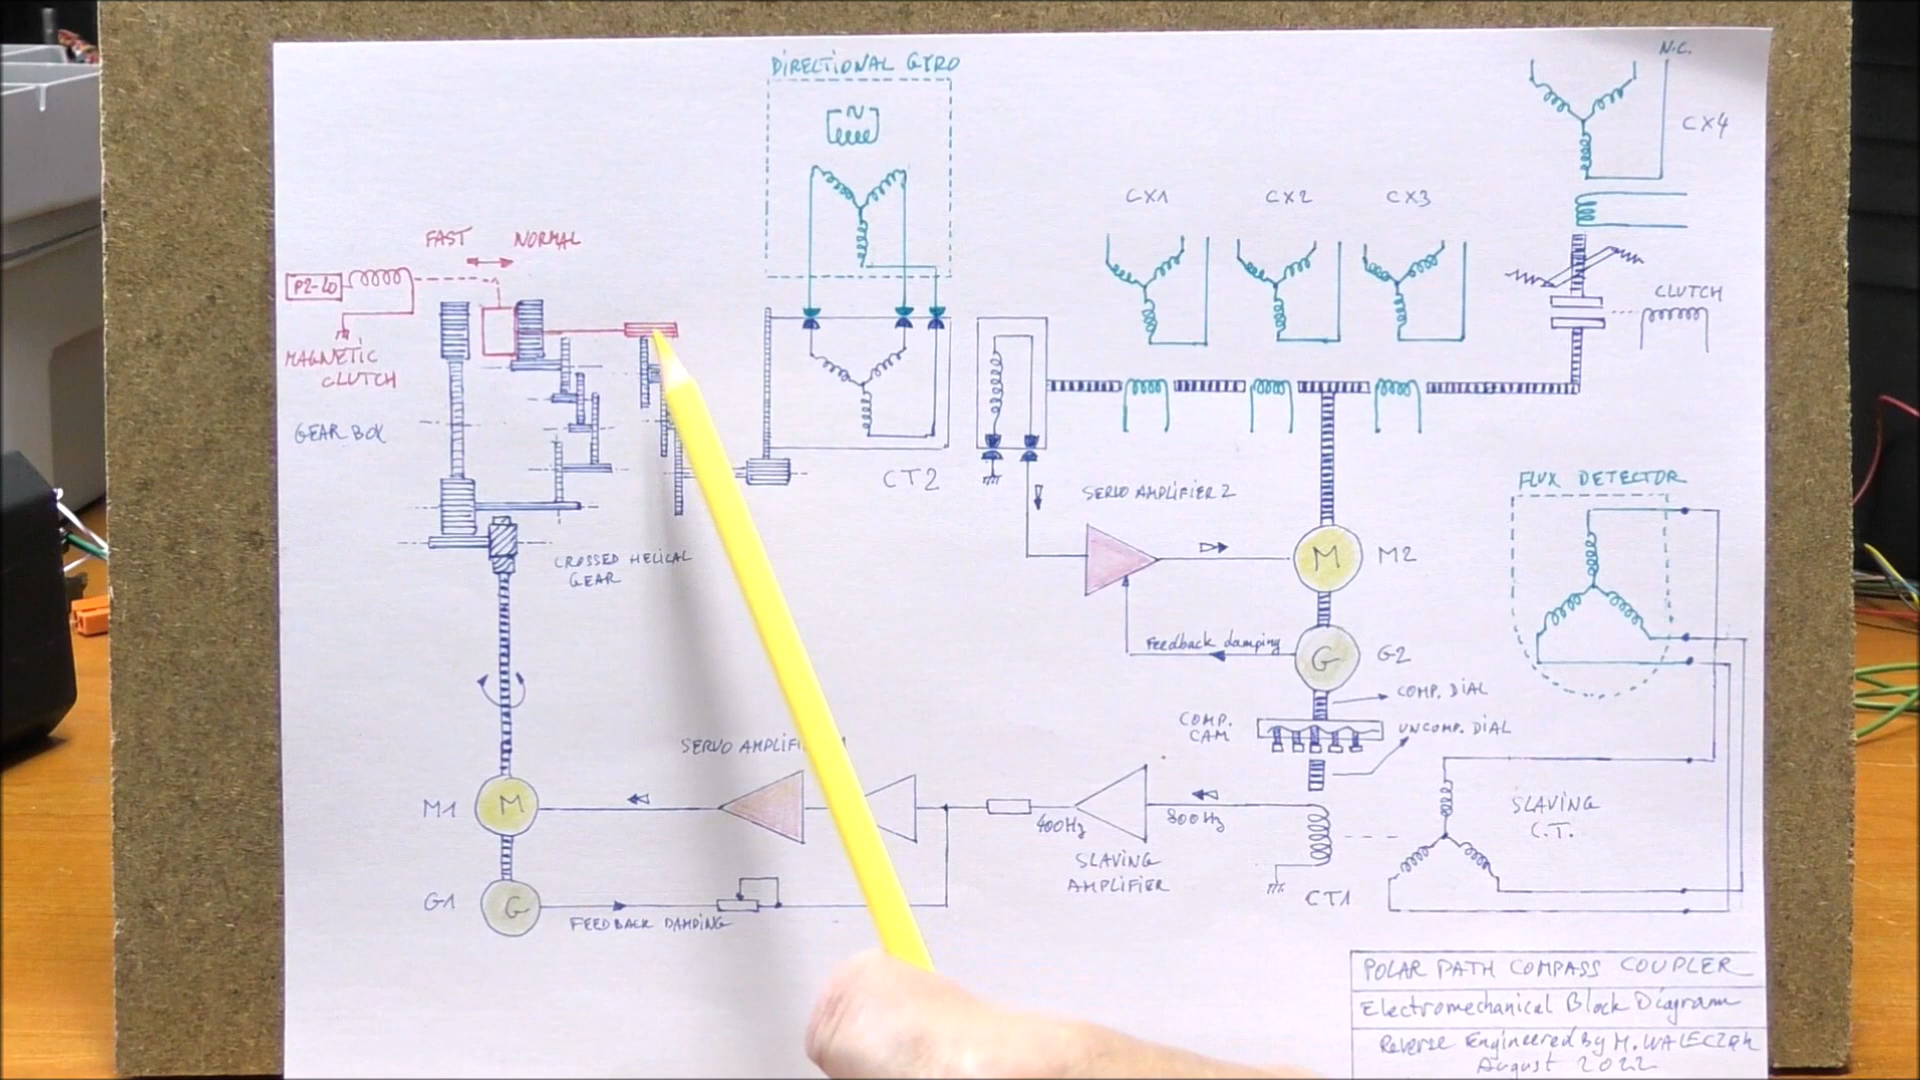 DIRECTIONAL GYRO
N.C.
CX4
CX1
CX2
CX3
FAST
NORMAL
P2-20
MAGNETIC
CLUTCH
CLUTCH
GEAR BOX
CT2
SERVO AMPLIFIER 2
FLUX DETECTOR
CROSSED HELICAL
GEAR
M
M2
Feedback damping
G
G2
COMP. DIAL
COMP.
CAM
UNCOMP. DIAL
SERVO
M1
M
400Hz
800Hz
SLAVING
C.T.
SLAVING
AMPLIFIER
G1
G
FEEDBACK DAMPING
CT1
POLAR PATH COMPASS COUPLER
Electromechanical Block Diagram
Reverse Engineered By M. WALECZEK
August 2022